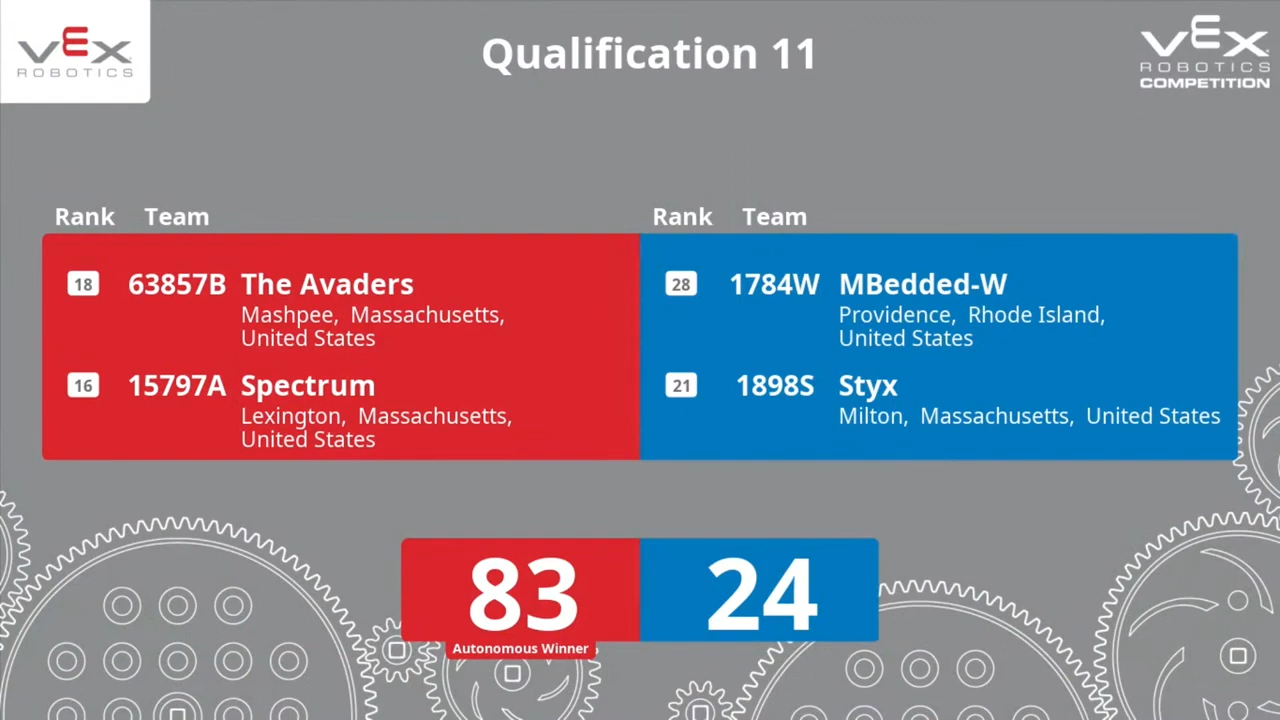 VEX
ROBOTICS
Qualification 11
VEX
ROBOTICS
COMPETITION
Rank Team
Rank Team
18 63857B The Avaders
Mashpee, Massachusetts,
United States
16 15797A Spectrum
Lexington, Massachusetts,
United States
28 1784W MBedded-W
Providence, Rhode Island,
United States
21 1898S Styx
Milton, Massachusetts, United States
83
24
Autonomous Winner